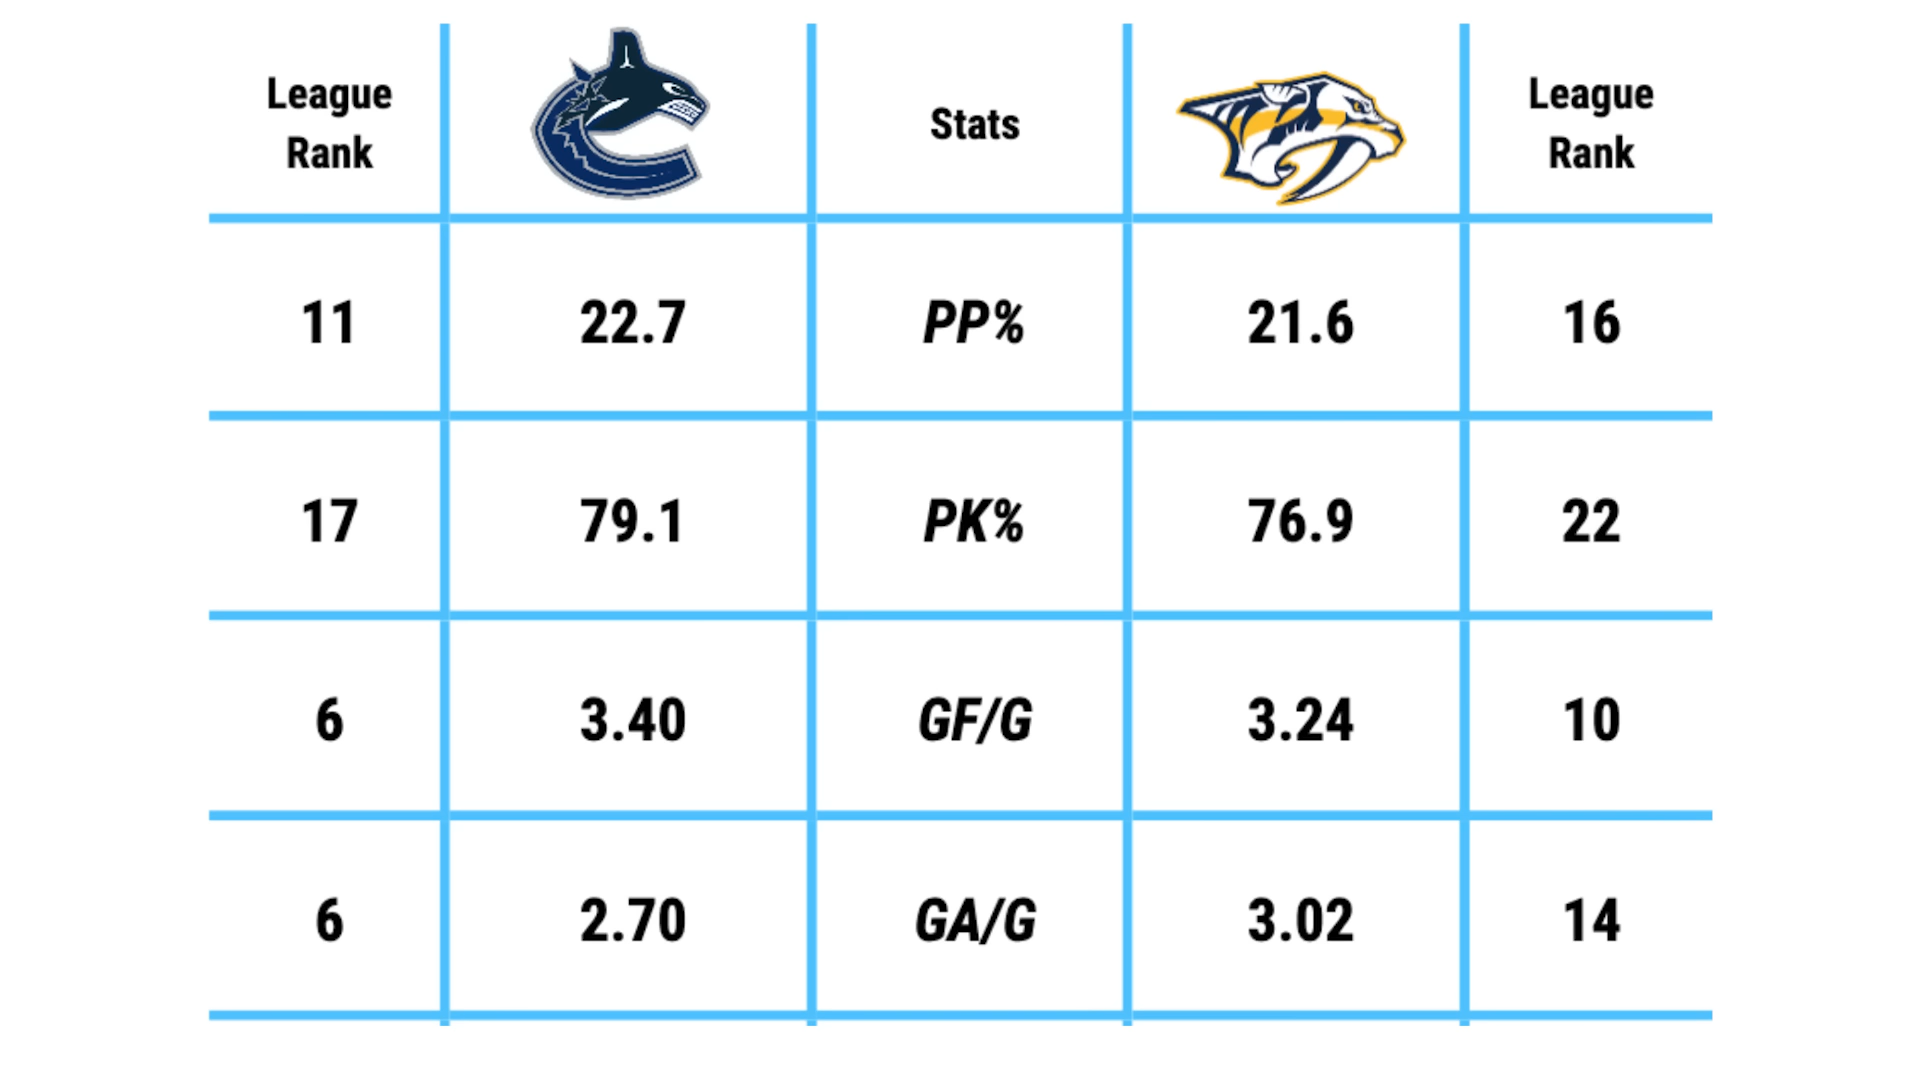 League
Rank
Stats
League
Rank
11
22.7
PP%
21.6
16
17
79.1
PK%
76.9
22
6
3.40
GF/G
3.24
10
6
2.70
GA/G
3.02
14